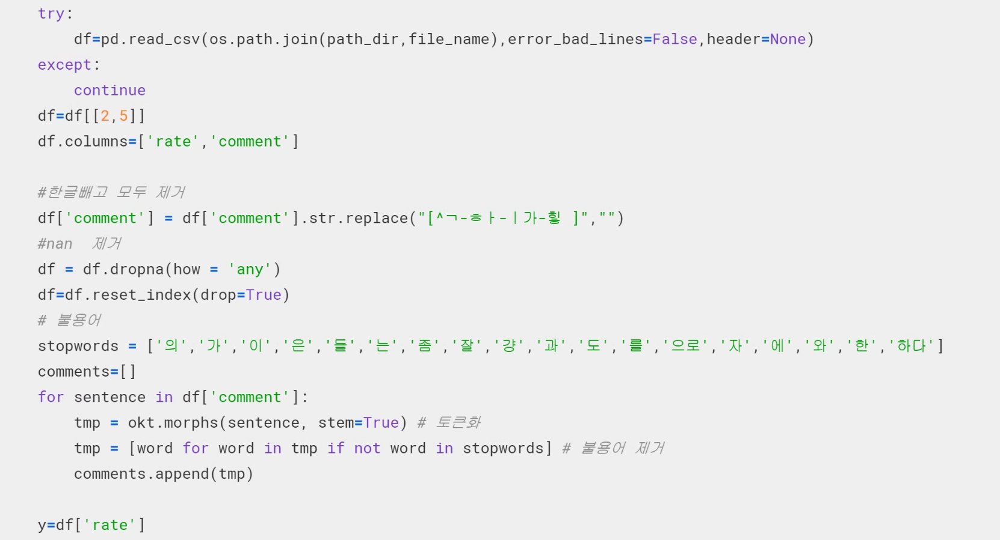 try:
    df=pd.read_csv(os.path.join(path_dir,file_name),error_bad_lines=False,header=None)
except:
    continue
df=df[[2,5]]
df.columns=['rate','comment']
#한글빼고 모두 제거
df['comment'] = df['comment'].str.replace("[^ㄱ-ㅎㅏ-ㅣ가-힣 ]","")
#nan  제거
df = df.dropna(how = 'any')
df=df.reset_index(drop=True)
# 불용어
stopwords = ['의','가','이','은','들','는','좀','잘','걍','과','도','를','으로','자','에','와','한','하다']
comments=[]
for sentence in df['comment']:
    tmp = okt.morphs(sentence, stem=True) # 토큰화
    tmp = [word for word in tmp if not word in stopwords] # 불용어 제거
    comments.append(tmp)
y=df['rate']